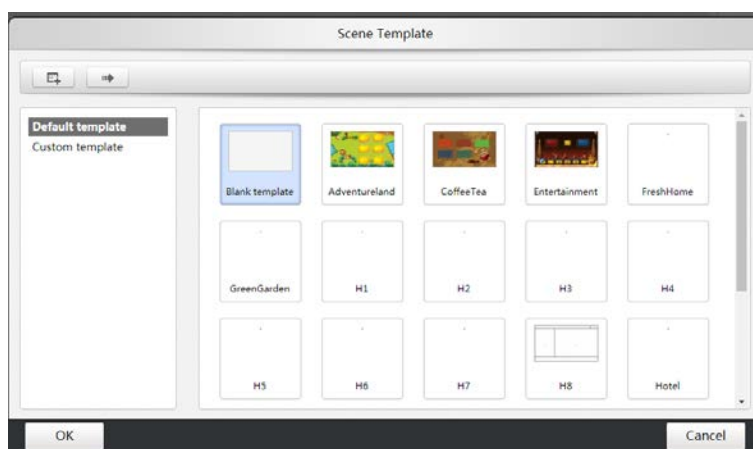 Scene Template
Default template
Custom template
Blank template
Adventureland
CoffeeTea
Entertainment
FreshHome
GreenGarden
H1
H2
H3
H4
H5
H6
H7
H8
Hotel
OK
Cancel